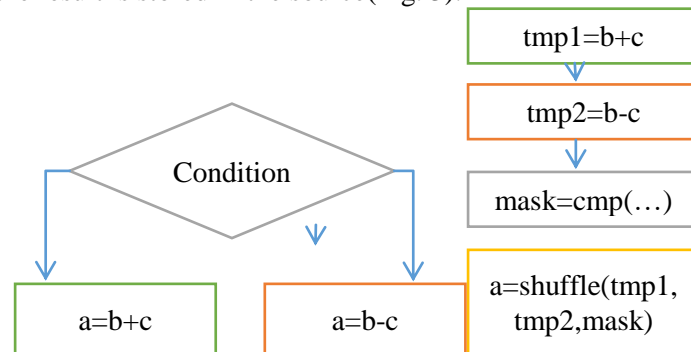 tmp1=b+c
tmp2=b-c
Condition
mask=cmp(…)
a=b+c
a=b-c
a=shuffle(tmp1,
tmp2,mask)